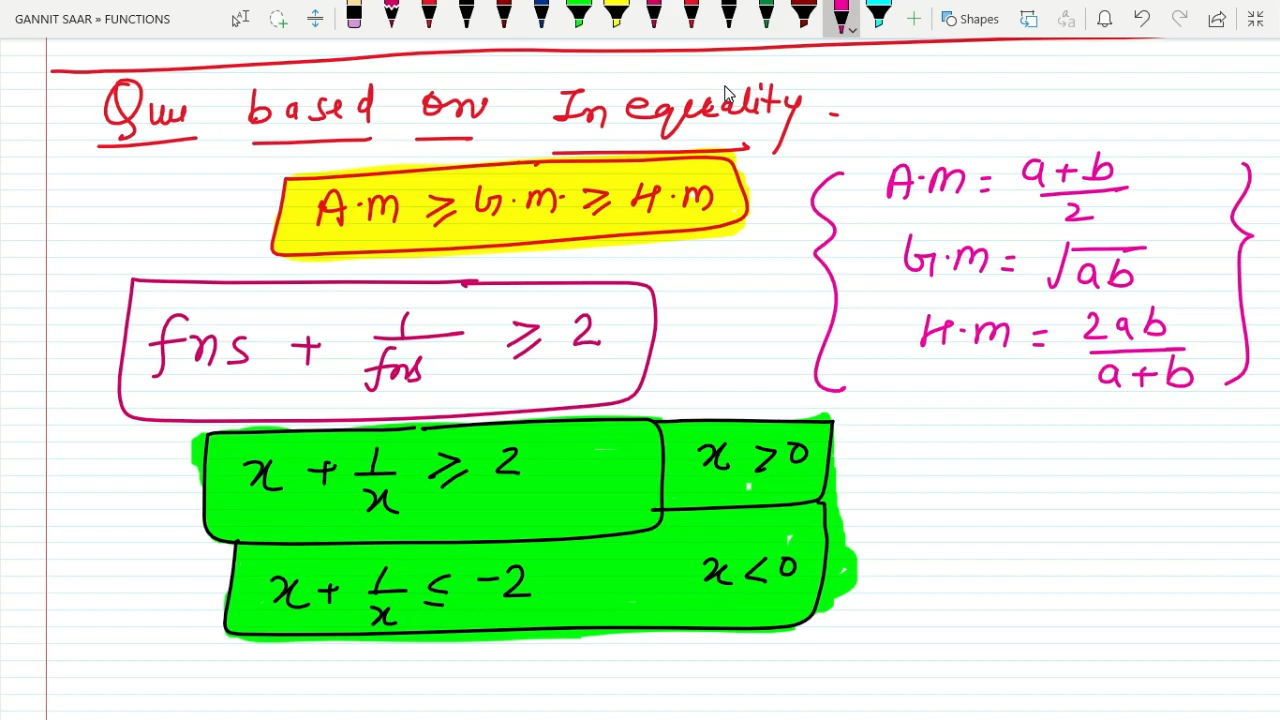 GANNIT SAAR » FUNCTIONS
Shapes
Que based on Inequality.
A.M ⩾ G.M. ⩾ H.M
A.M = a+b/2
G.M = √ab
H.M = 2ab/a+b
fns + 1/fns ⩾ 2
x + 1/x ⩾ 2 x > 0
x + 1/x ≤ -2 x < 0